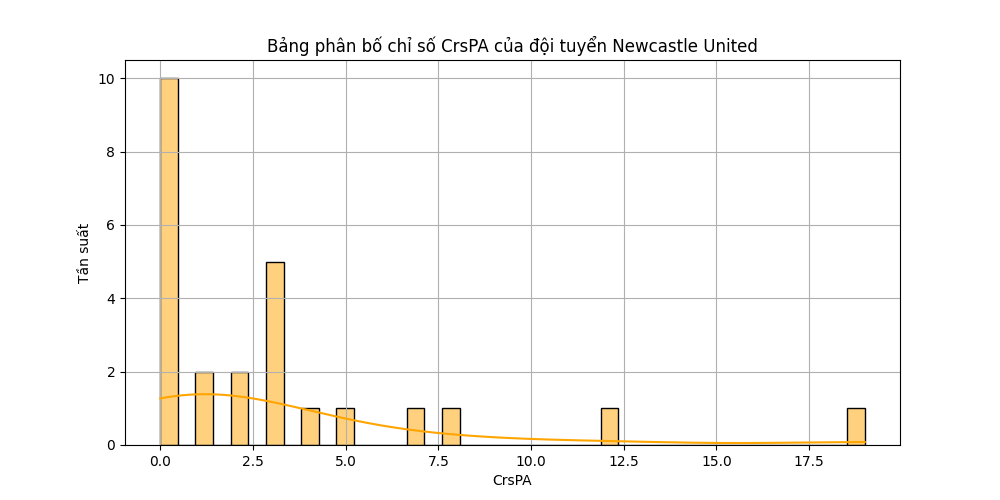 Bảng phân bố chỉ số CrsPA của đội tuyển Newcastle United
Tần suất
10
8
6
4
2
0
0.0 2.5 5.0 7.5 10.0 12.5 15.0 17.5
CrsPA